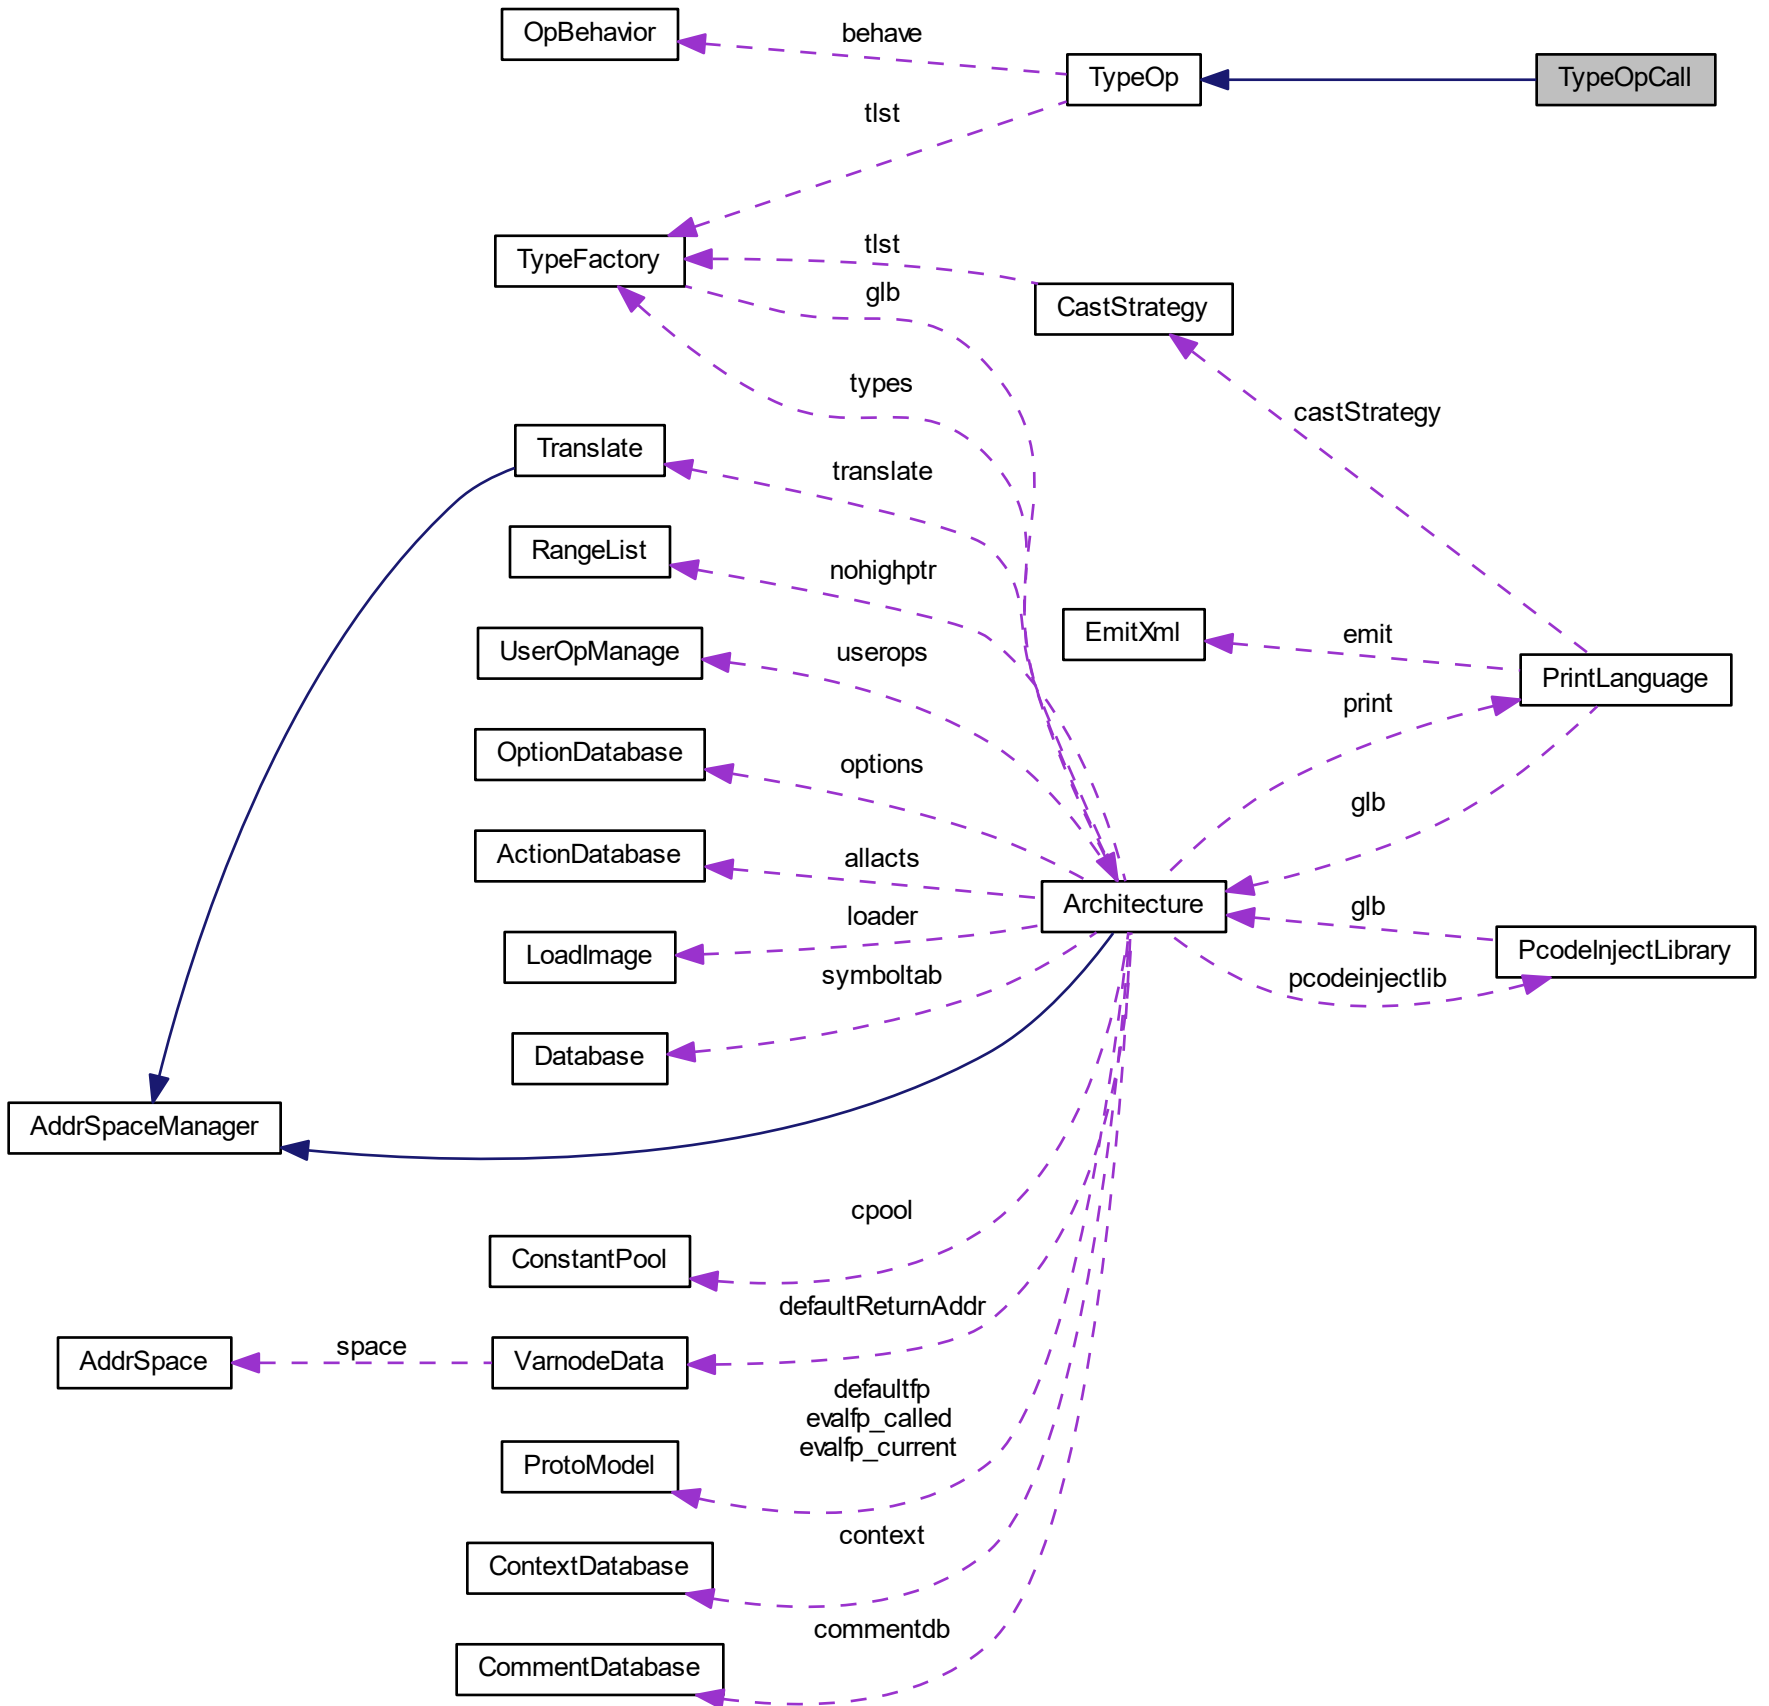 OpBehavior
behave
TypeOp
TypeOpCall
tlst
TypeFactory
tlst
glb
CastStrategy
types
castStrategy
Translate
translate
RangeList
nohighptr
EmitXml
emit
UserOpManage
userops
PrintLanguage
print
OptionDatabase
options
glb
ActionDatabase
allacts
Architecture
glb
loader
LoadImage
symboltab
pcodeinjectlib
PcodeInjectLibrary
Database
AddrSpaceManager
cpool
ConstantPool
defaultReturnAddr
AddrSpace
space
VarnodeData
defaultfp
evalfp_called
evalfp_current
ProtoModel
context
ContextDatabase
commentdb
CommentDatabase